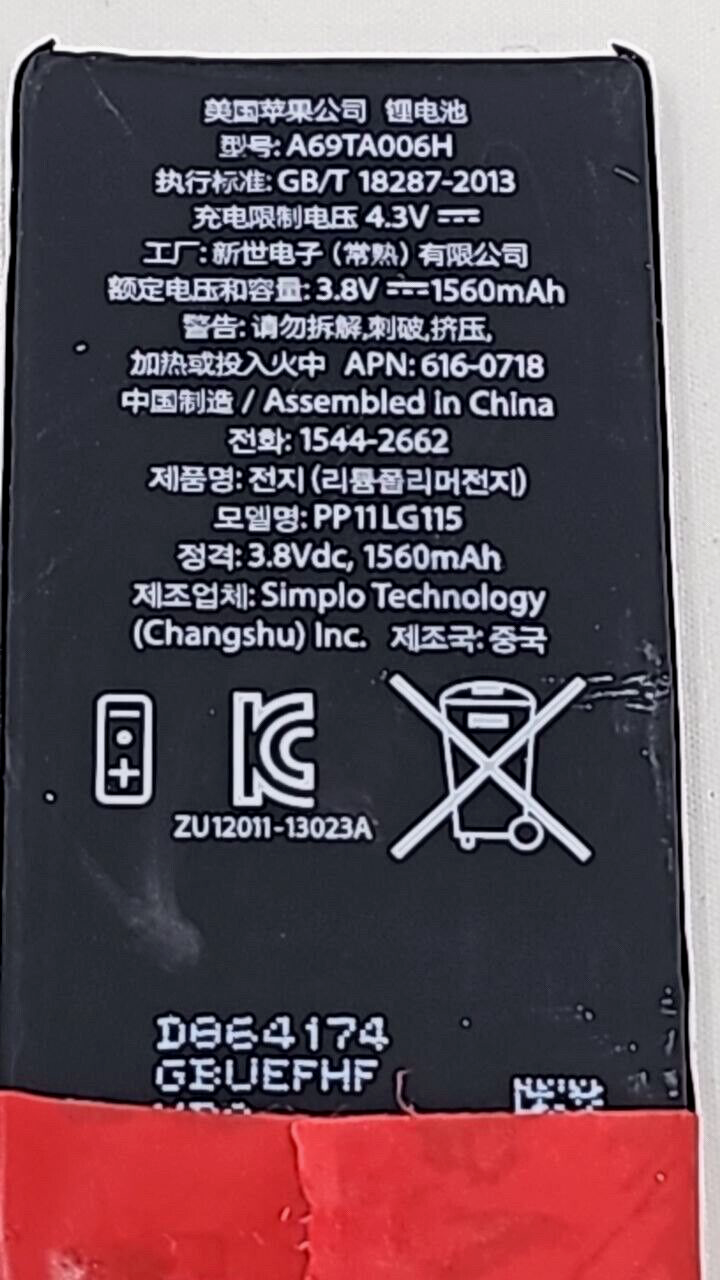 美国苹果公司 锂电池
型号: A69TA006H
执行标准: GB/T 18287-2013
充电限制电压 4.3V ⎓
工厂: 新世电子 (常熟) 有限公司
额定电压和容量: 3.8V ⎓1560mAh
警告: 请勿拆解,刺破,挤压,
加热或投入火中 APN: 616-0718
中国制造 / Assembled in China
전화: 1544-2662
제품명: 전지 (리튬폴리머전지)
모델명: PP11LG115
정격: 3.8Vdc, 1560mAh
제조업체: Simplo Technology
(Changshu) Inc. 제조국: 중국
ZU12011-13023A
D864174
GBUEFHF